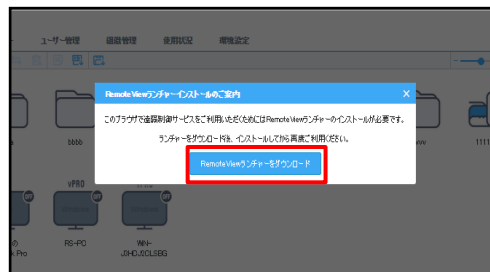 ユーザー管理 機器管理 使用状況 環境設定
RemoteViewランチャーインストールのご案内 X
このブラウザで遠隔制御サービスをご利用いただくためにはRemoteViewランチャーのインストールが必要です。
ランチャーをダウンロード後、インストールしてから再度ご利用ください。
RemoteViewランチャーをダウンロード
bbbb
1111
vPRO
OFF OFF OFF
の RS-PC WIN-
k Pro